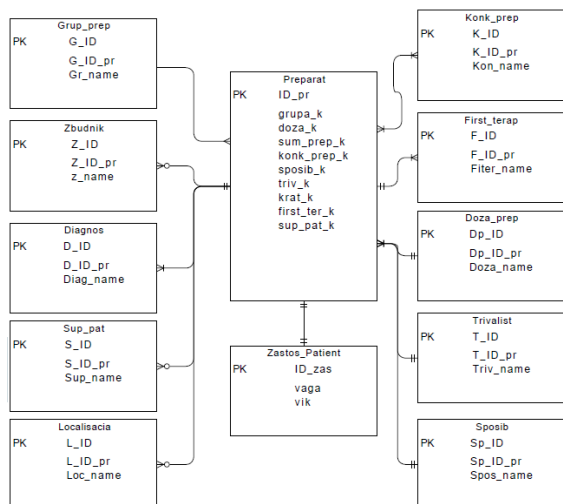 Grup_prep
PK G_ID
G_ID_pr
Gr_name
Zbudnik
PK Z_ID
Z_ID_pr
z_name
Diagnos
PK D_ID
D_ID_pr
Diag_name
Sup_pat
PK S_ID
S_ID_pr
Sup_name
Localisacia
PK L_ID
L_ID_pr
Loc_name
Preparat
PK ID_pr
grupa_k
doza_k
sum_prep_k
konk_prep_k
sposib_k
triv_k
krat_k
first_ter_k
sup_pat_k
Zastos_Patient
PK ID_zas
vaga
vik
Konk_prep
PK K_ID
K_ID_pr
Kon_name
First_terap
PK F_ID
F_ID_pr
Fiter_name
Doza_prep
PK Dp_ID
Dp_ID_pr
Doza_name
Trivalist
PK T_ID
T_ID_pr
Triv_name
Sposib
PK Sp_ID
Sp_ID_pr
Spos_name